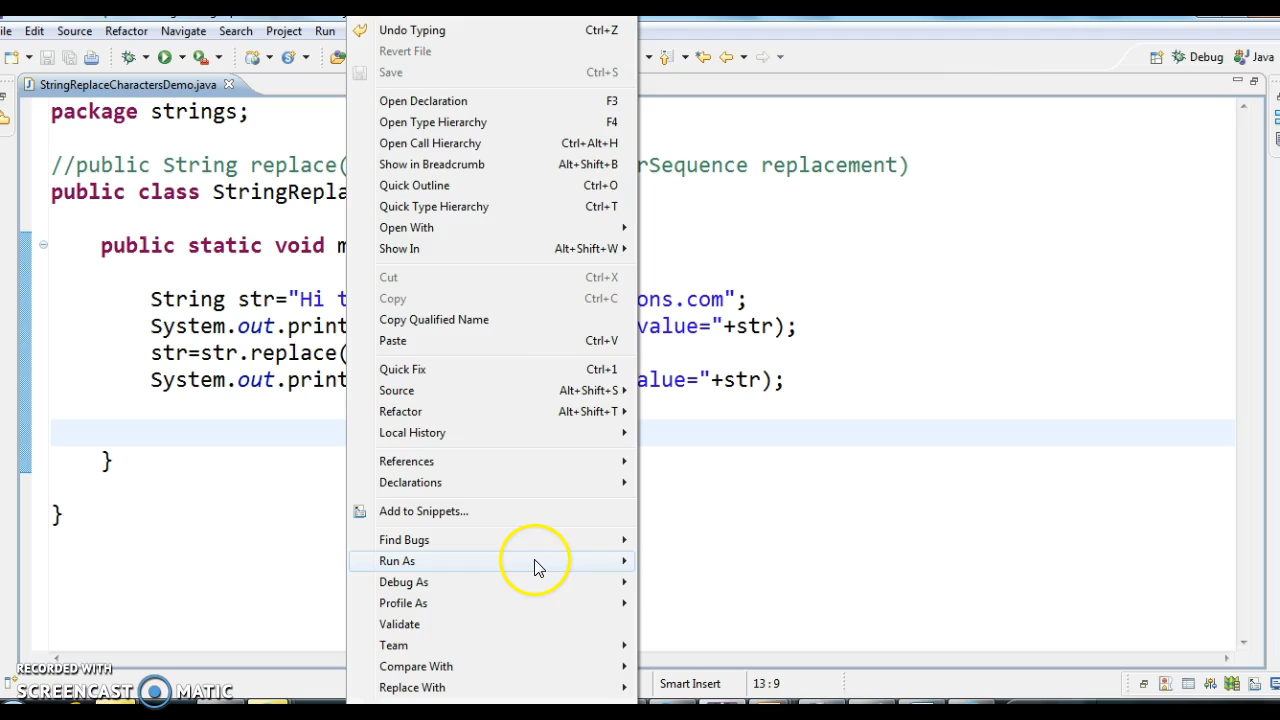 ile Edit Source Refactor Navigate Search Project Run
Debug Java
StringReplaceCharactersDemo.java
package strings;
//public String replace( rSequence replacement)
public class StringRepla
public static void m
String str="Hi t ons.com";
System.out.print value="+str);
str=str.replace(
System.out.print alue="+str);
}
}
Undo Typing Ctrl+Z
Revert File
Save Ctrl+S
Open Declaration F3
Open Type Hierarchy F4
Open Call Hierarchy Ctrl+Alt+H
Show in Breadcrumb Alt+Shift+B
Quick Outline Ctrl+O
Quick Type Hierarchy Ctrl+T
Open With
Show In Alt+Shift+W
Cut Ctrl+X
Copy Ctrl+C
Copy Qualified Name
Paste Ctrl+V
Quick Fix Ctrl+1
Source Alt+Shift+S
Refactor Alt+Shift+T
Local History
References
Declarations
Add to Snippets...
Find Bugs
Run As
Debug As
Profile As
Validate
Team
Compare With
Replace With
RECORDED WITH
SCREENCAST MATIC
Smart Insert 13 : 9